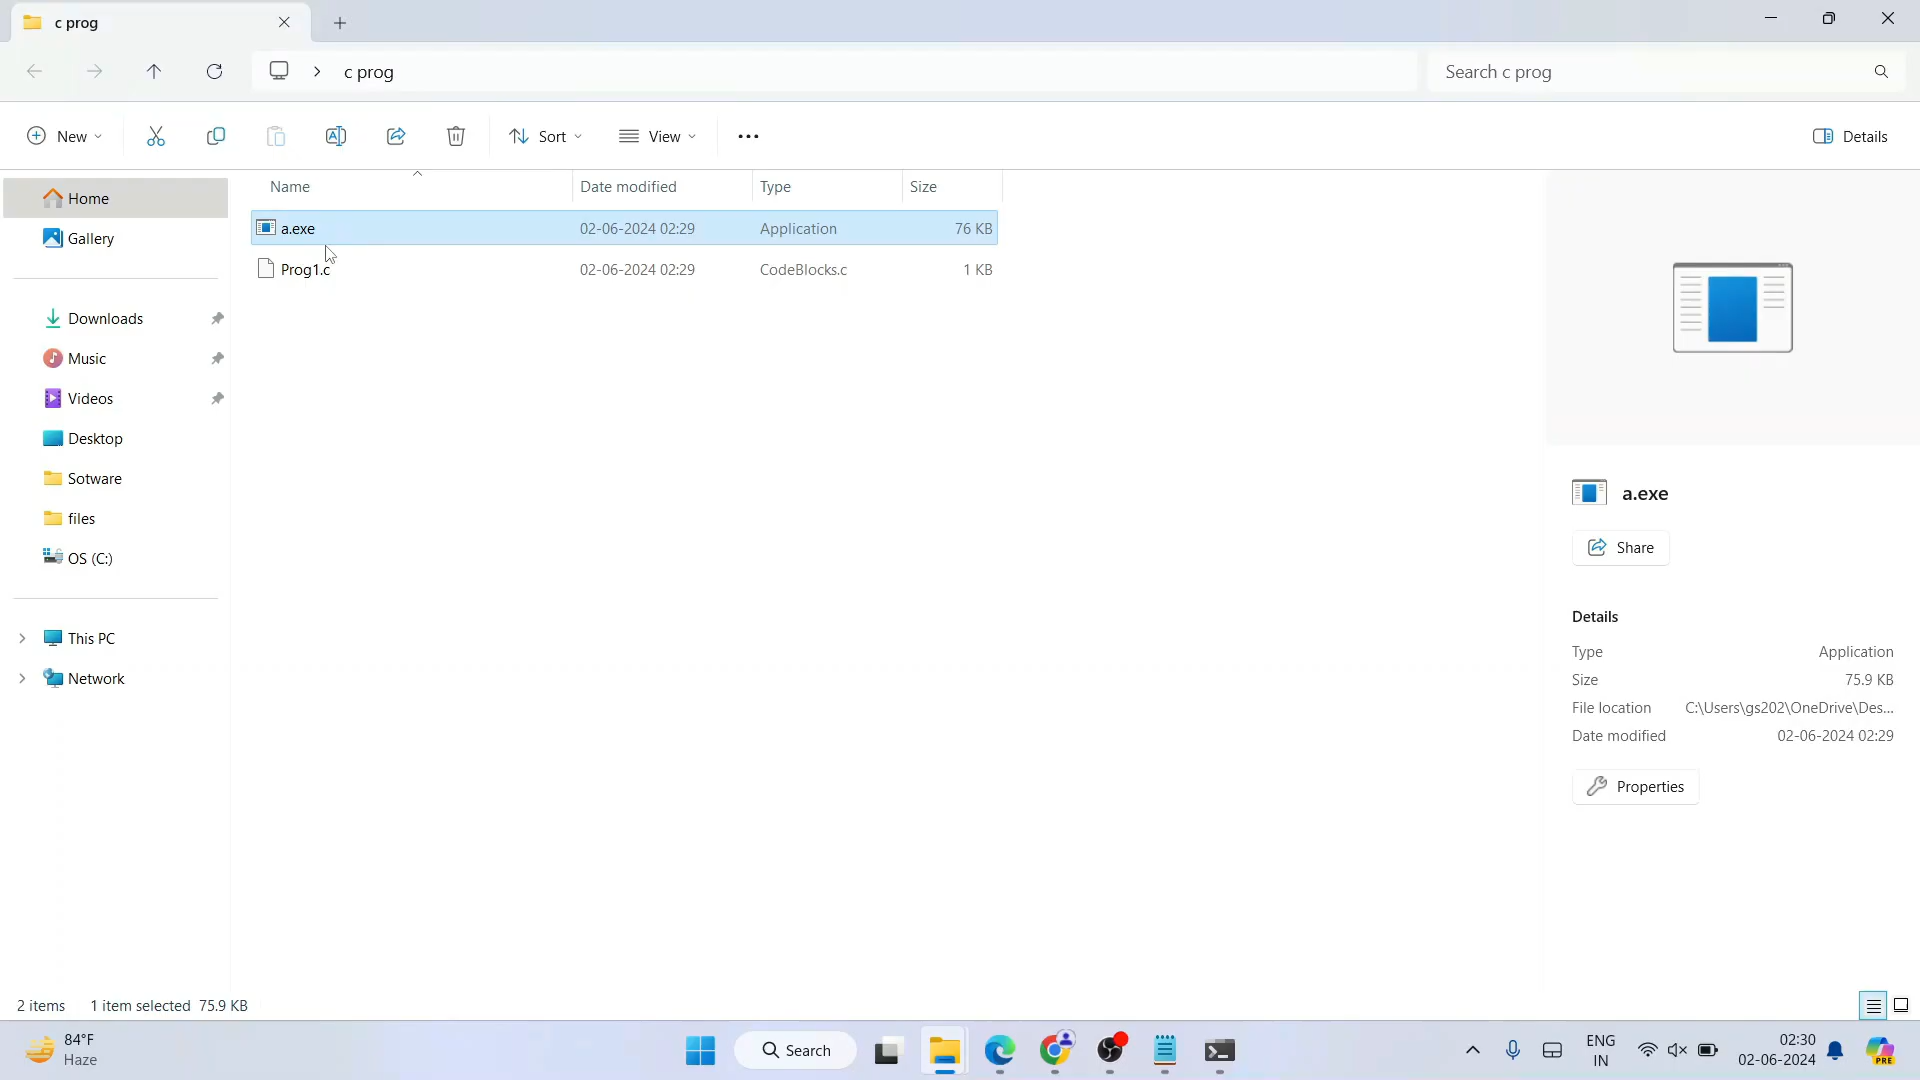 c prog
c prog
Search c prog
New
Sort
View
Details
Name Date modified Type Size
Home
Gallery
Downloads
Music
Videos
Desktop
Sotware
files
OS (C:)
This PC
Network
a.exe 02-06-2024 02:29 Application 76 KB
Prog1.c 02-06-2024 02:29 CodeBlocks.c 1 KB
a.exe
Share
Details
Type Application
Size 75.9 KB
File location C:\Users\gs202\OneDrive\Des...
Date modified 02-06-2024 02:29
Properties
2 items 1 item selected 75.9 KB
84°F
Haze
Search
ENG
IN
02:30
02-06-2024
PRE